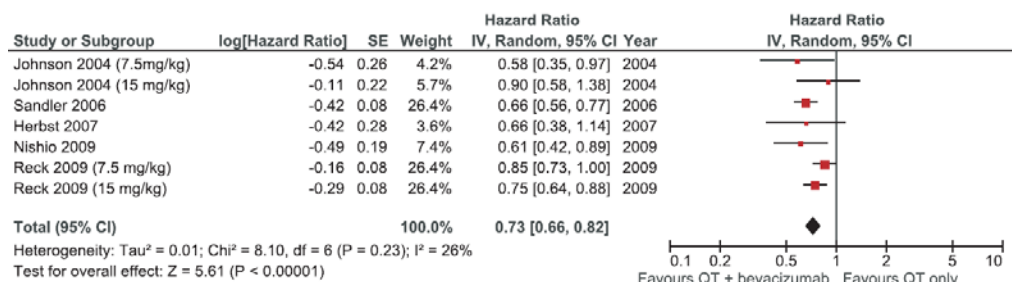 Hazard Ratio Hazard Ratio
Study or Subgroup log[Hazard Ratio] SE Weight IV, Random, 95% CI Year IV, Random, 95% CI
Johnson 2004 (7.5mg/kg) -0.54 0.26 4.2% 0.58 [0.35, 0.97] 2004
Johnson 2004 (15 mg/kg) -0.11 0.22 5.7% 0.90 [0.58, 1.38] 2004
Sandler 2006 -0.42 0.08 26.4% 0.66 [0.56, 0.77] 2006
Herbst 2007 -0.42 0.28 3.6% 0.66 [0.38, 1.14] 2007
Nishio 2009 -0.49 0.19 7.4% 0.61 [0.42, 0.89] 2009
Reck 2009 (7.5 mg/kg) -0.16 0.08 26.4% 0.85 [0.73, 1.00] 2009
Reck 2009 (15 mg/kg) -0.29 0.08 26.4% 0.75 [0.64, 0.88] 2009
Total (95% CI) 100.0% 0.73 [0.66, 0.82]
Heterogeneity: Tau² = 0.01; Chi² = 8.10, df = 6 (P = 0.23); I² = 26%
Test for overall effect: Z = 5.61 (P < 0.00001)
0.1 0.2 0.5 1 2 5 10
Favours QT + bevacizumab Favours QT only